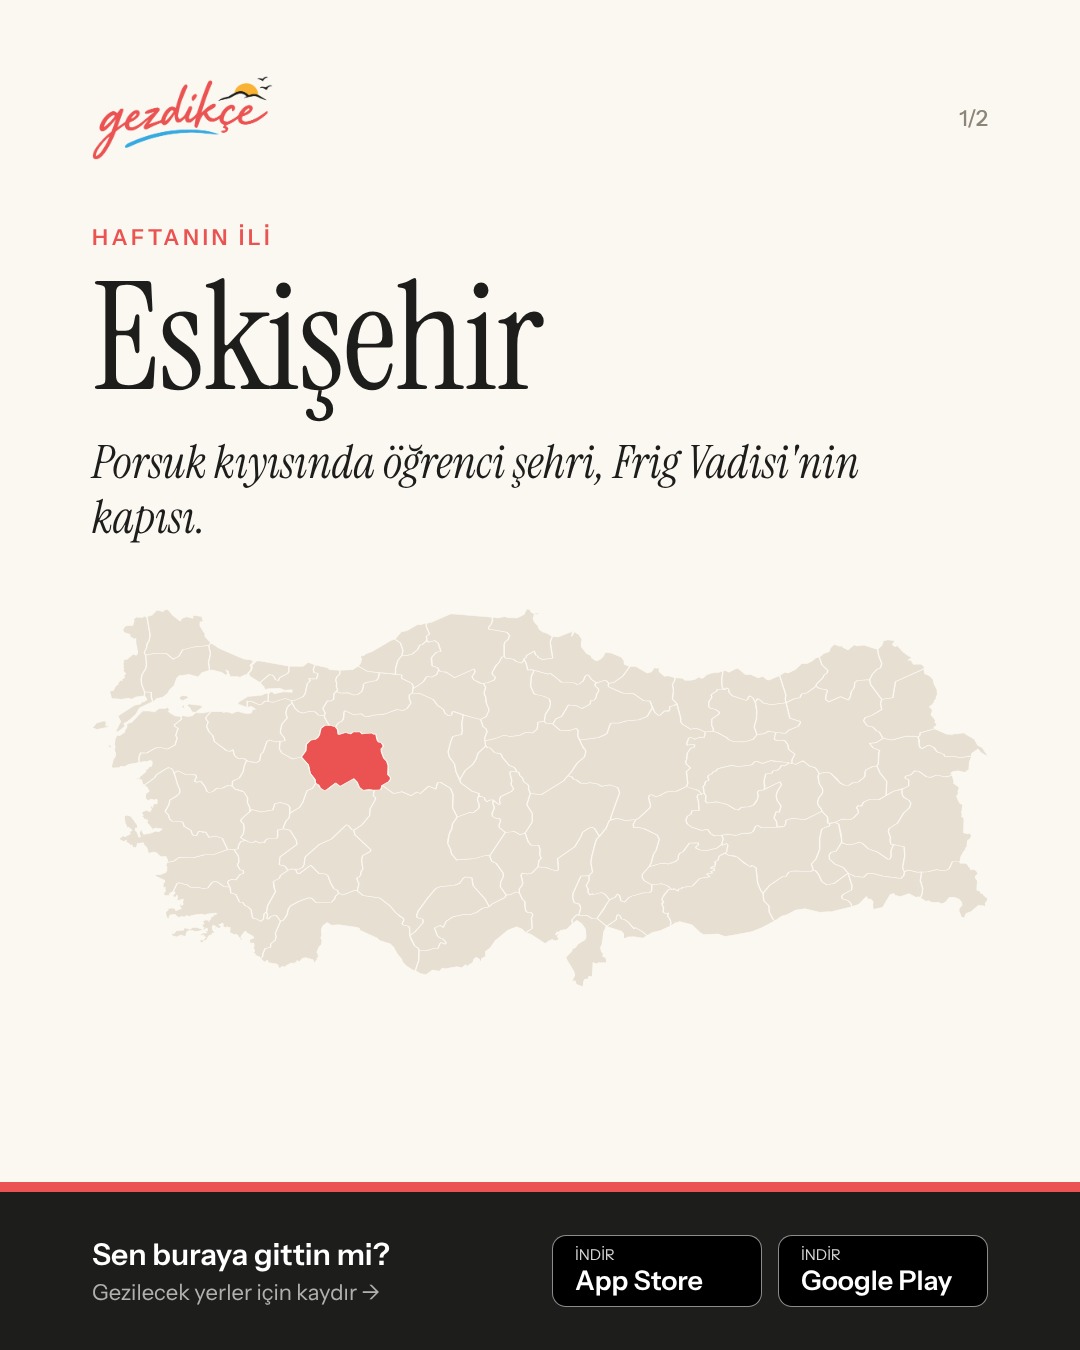 gezdikçe
1/2
HAFTANIN İLİ
Eskişehir
Porsuk kıyısında öğrenci şehri, Frig Vadisi'nin
kapısı.
Sen buraya gittin mi?
Gezilecek yerler için kaydır →
İNDİR
App Store
İNDİR
Google Play